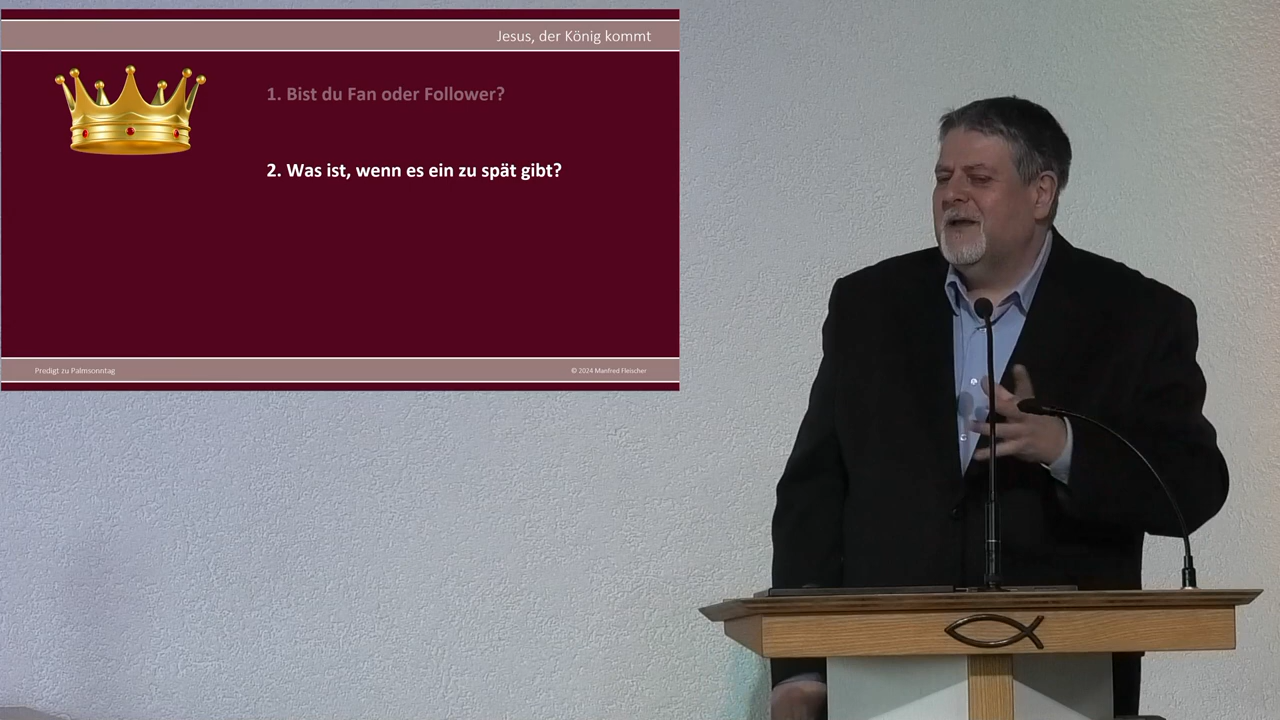 Jesus, der König kommt
1. Bist du Fan oder Follower?
2. Was ist, wenn es ein zu spät gibt?
Predigt zu Palmsonntag
© 2024 Manfred Fleischer